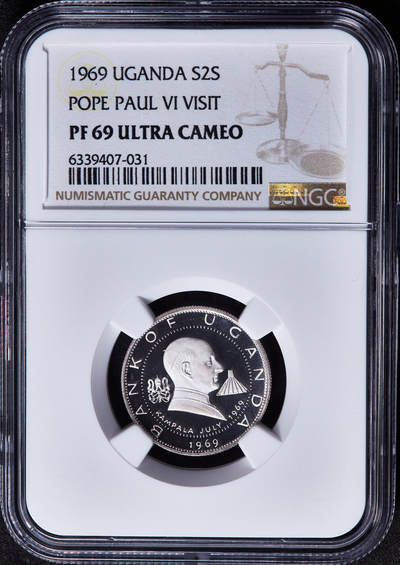 1969 UGANDA S2S
POPE PAUL VI VISIT
PF 69 ULTRA CAMEO
6339407-031
NUMISMATIC GUARANTY COMPANY
NGC
BANK OF UGANDA
KAMPALA JULY 1969
1969